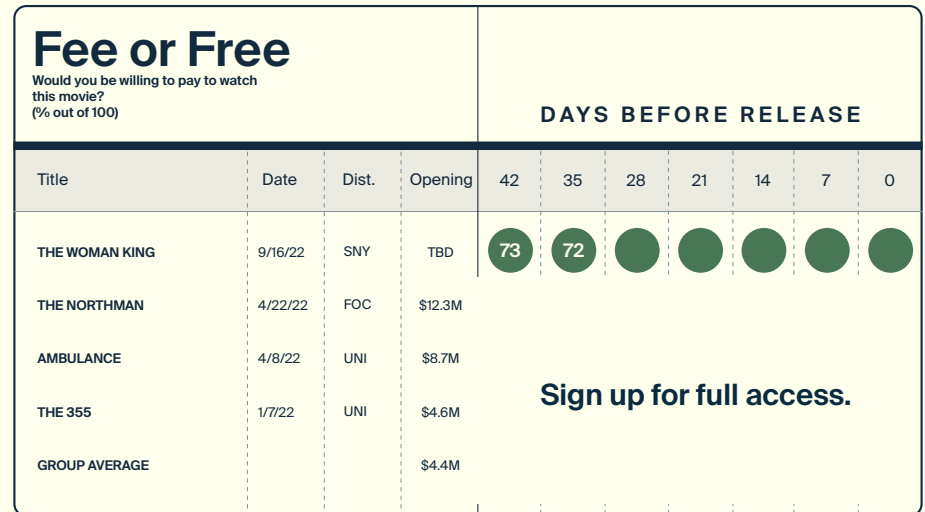 Fee or Free
Would you be willing to pay to watch
this movie?
(% out of 100)
DAYS BEFORE RELEASE
Title Date Dist. Opening 42 35 28 21 14 7 0
THE WOMAN KING 9/16/22 SNY TBD 73 72
THE NORTHMAN 4/22/22 FOC $12.3M
AMBULANCE 4/8/22 UNI $8.7M
Sign up for full access.
THE 355 1/7/22 UNI $4.6M
GROUP AVERAGE $4.4M